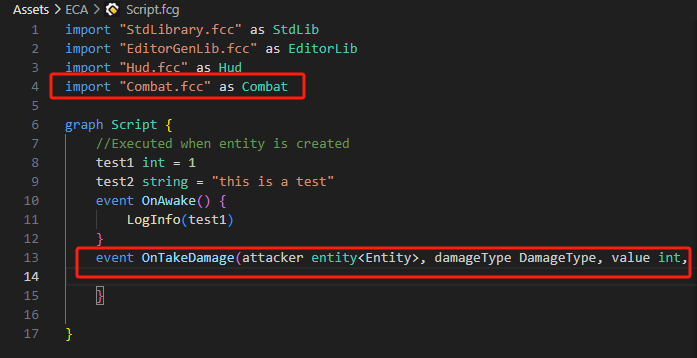 Assets > ECA > Script.fcg
1 import "StdLibrary.fcc" as StdLib
2 import "EditorGenLib.fcc" as EditorLib
3 import "Hud.fcc" as Hud
4 import "Combat.fcc" as Combat
5
6 graph Script {
7 //Executed when entity is created
8 test1 int = 1
9 test2 string = "this is a test"
10 event OnAwake() {
11 LogInfo(test1)
12 }
13 event OnTakeDamage(attacker entity<Entity>, damageType DamageType, value int,
14
15 }
16
17 }